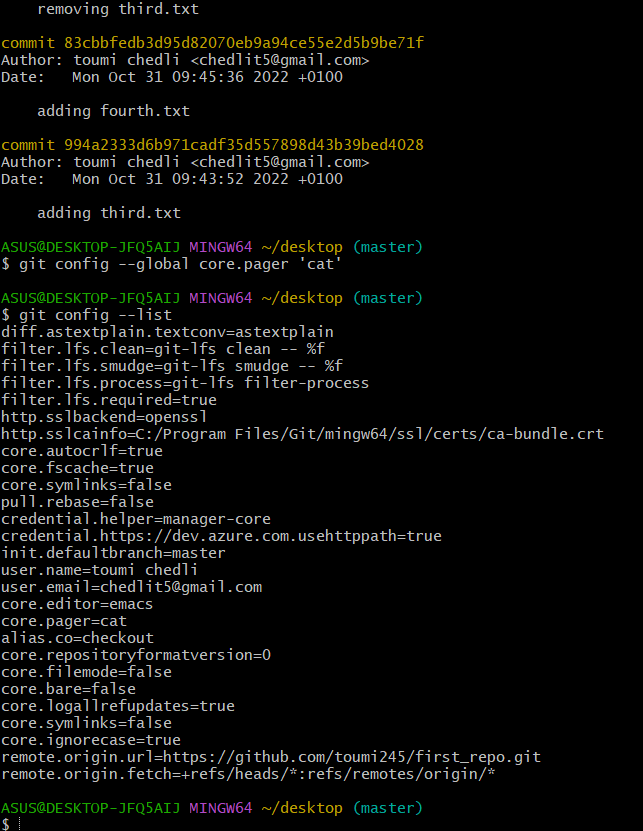 removing third.txt
commit 83cbbfedb3d95d82070eb9a94ce55e2d5b9be71f
Author: toumi chedli <chedlit5@gmail.com>
Date:   Mon Oct 31 09:45:36 2022 +0100
adding fourth.txt
commit 994a2333d6b971cadf35d557898d43b39bed4028
Author: toumi chedli <chedlit5@gmail.com>
Date:   Mon Oct 31 09:43:52 2022 +0100
adding third.txt
ASUS@DESKTOP-JFQ5AIJ MINGW64 ~/desktop (master)
$ git config --global core.pager 'cat'
ASUS@DESKTOP-JFQ5AIJ MINGW64 ~/desktop (master)
$ git config --list
diff.astextplain.textconv=astextplain
filter.lfs.clean=git-lfs clean -- %f
filter.lfs.smudge=git-lfs smudge -- %f
filter.lfs.process=git-lfs filter-process
filter.lfs.required=true
http.sslbackend=openssl
http.sslcainfo=C:/Program Files/Git/mingw64/ssl/certs/ca-bundle.crt
core.autocrlf=true
core.fscache=true
core.symlinks=false
pull.rebase=false
credential.helper=manager-core
credential.https://dev.azure.com.usehttppath=true
init.defaultbranch=master
user.name=toumi chedli
user.email=chedlit5@gmail.com
core.editor=emacs
core.pager=cat
alias.co=checkout
core.repositoryformatversion=0
core.filemode=false
core.bare=false
core.logallrefupdates=true
core.symlinks=false
core.ignorecase=true
remote.origin.url=https://github.com/toumi245/first_repo.git
remote.origin.fetch=+refs/heads/*:refs/remotes/origin/*
ASUS@DESKTOP-JFQ5AIJ MINGW64 ~/desktop (master)
$